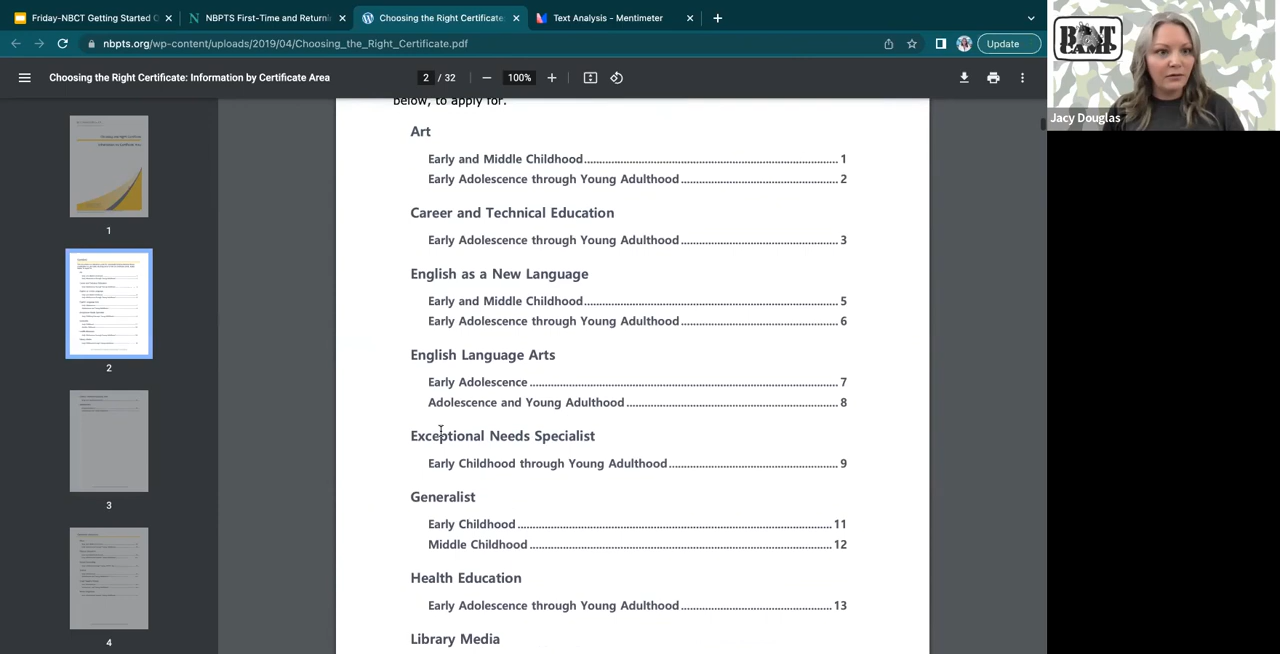 Friday-NBCT Getting Started
NBPTS First-Time and Return
Choosing the Right Certificate
Text Analysis - Mentimeter
nbpts.org/wp-content/uploads/2019/04/Choosing_the_Right_Certificate.pdf
Update
Choosing the Right Certificate: Information by Certificate Area
2 / 32
100%
BOOT
CAMP
Jacy Douglas
1
2
3
4
below, to apply for.
Art
Early and Middle Childhood 1
Early Adolescence through Young Adulthood 2
Career and Technical Education
Early Adolescence through Young Adulthood 3
English as a New Language
Early and Middle Childhood 5
Early Adolescence through Young Adulthood 6
English Language Arts
Early Adolescence 7
Adolescence and Young Adulthood 8
Exceptional Needs Specialist
Early Childhood through Young Adulthood 9
Generalist
Early Childhood 11
Middle Childhood 12
Health Education
Early Adolescence through Young Adulthood 13
Library Media